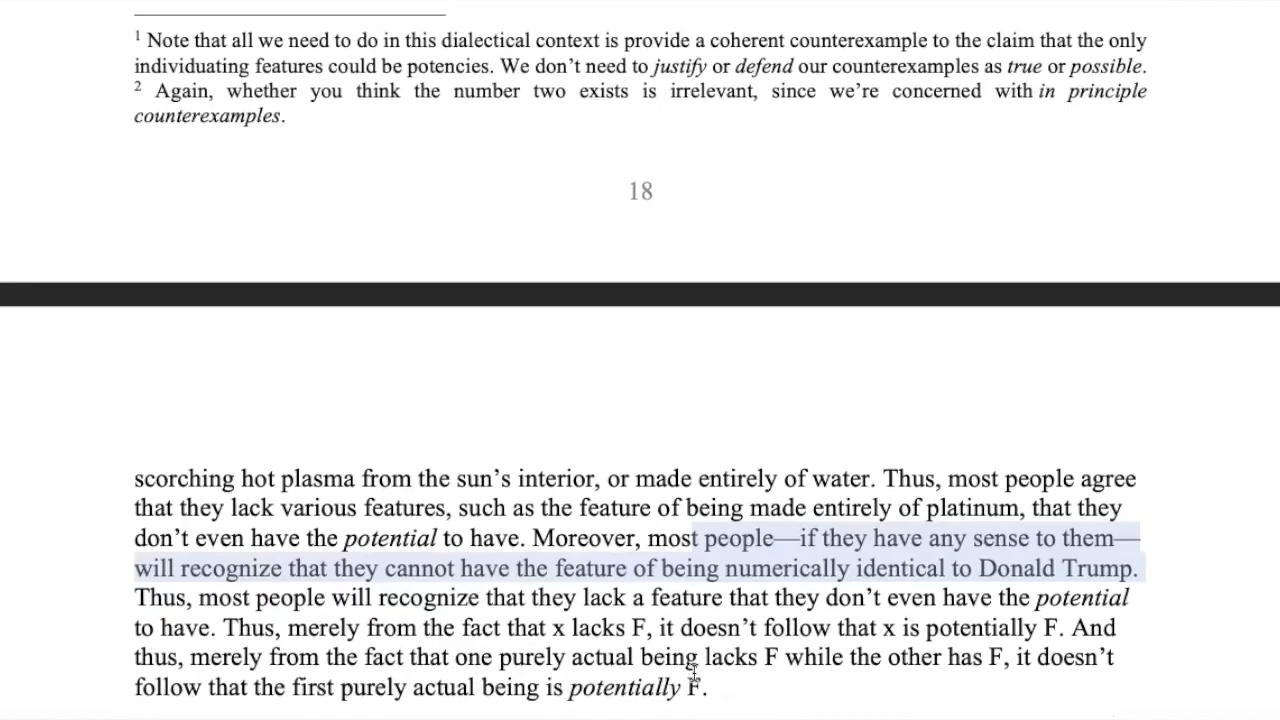 1 Note that all we need to do in this dialectical context is provide a coherent counterexample to the claim that the only
individuating features could be potencies. We don’t need to justify or defend our counterexamples as true or possible.
2 Again, whether you think the number two exists is irrelevant, since we’re concerned with in principle
counterexamples.
18
scorching hot plasma from the sun’s interior, or made entirely of water. Thus, most people agree
that they lack various features, such as the feature of being made entirely of platinum, that they
don’t even have the potential to have. Moreover, most people—if they have any sense to them—
will recognize that they cannot have the feature of being numerically identical to Donald Trump.
Thus, most people will recognize that they lack a feature that they don’t even have the potential
to have. Thus, merely from the fact that x lacks F, it doesn’t follow that x is potentially F. And
thus, merely from the fact that one purely actual being lacks F while the other has F, it doesn’t
follow that the first purely actual being is potentially F.